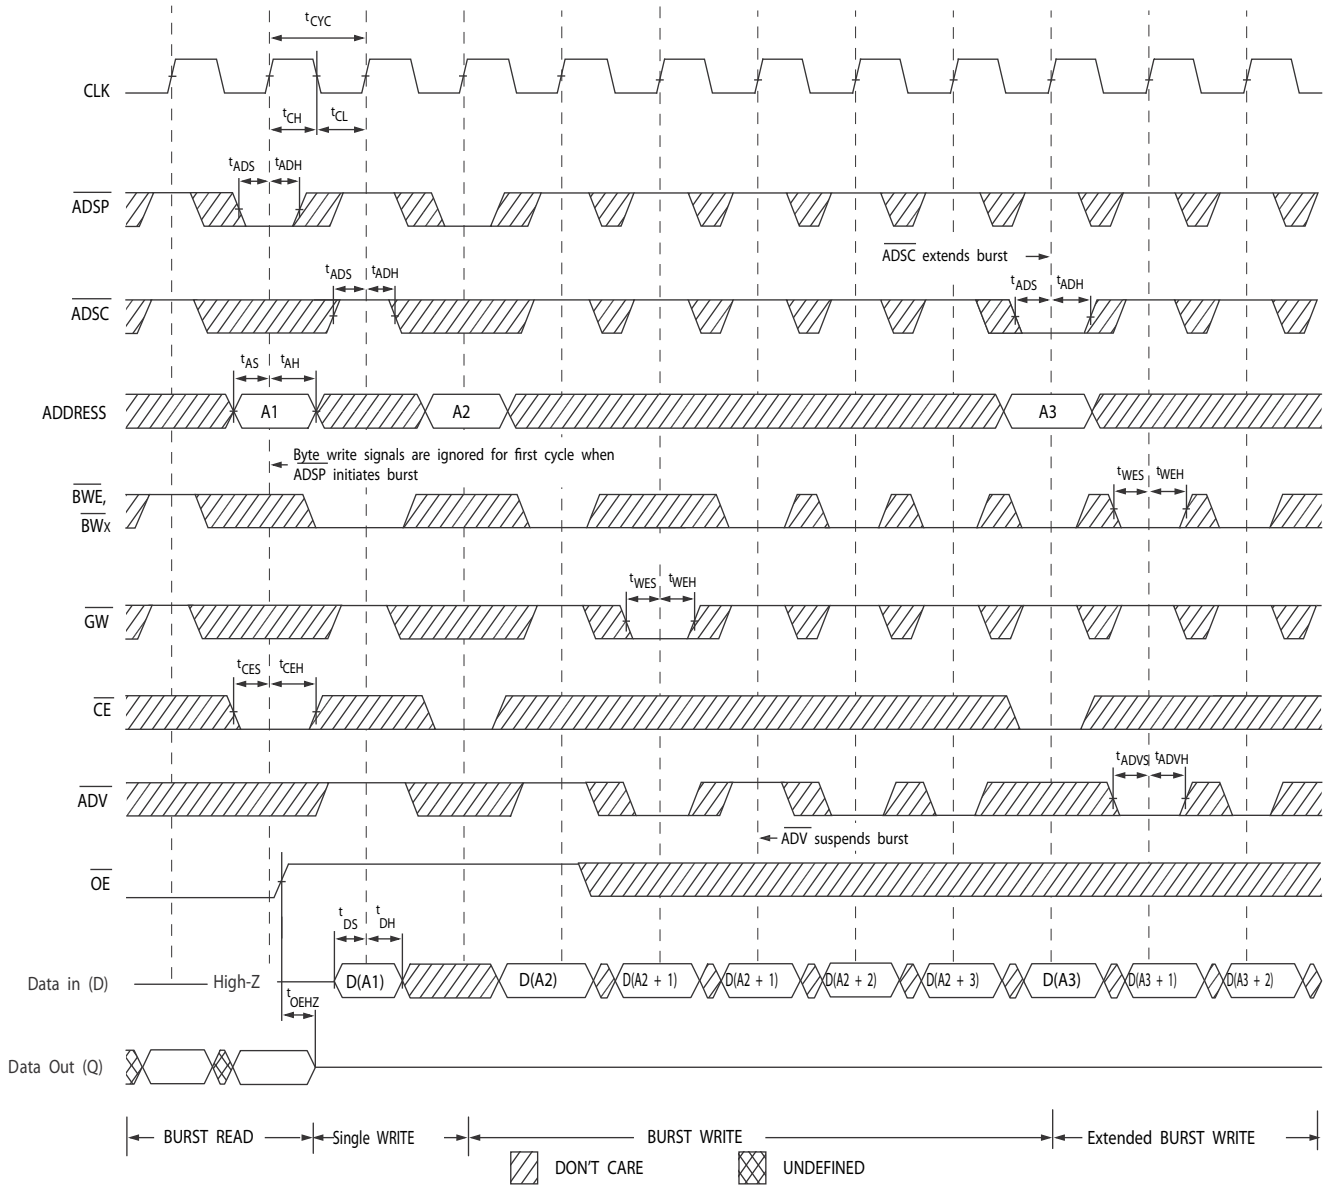 tCYC
CLK
tCH
tCL
tADS
tADH
ADSP
ADSC extends burst
tADS
tADH
tADS
tADH
ADSC
tAS
tAH
ADDRESS
A1
A2
A3
Byte write signals are ignored for first cycle when
ADSP initiates burst
tWES
tWEH
BWE,
BWx
tWES
tWEH
GW
tCES
tCEH
CE
tADVS
tADVH
ADV
ADV suspends burst
OE
tDS
tDH
Data in (D)
High-Z
D(A1)
D(A2)
D(A2 + 1)
D(A2 + 1)
D(A2 + 2)
D(A2 + 3)
D(A3)
D(A3 + 1)
D(A3 + 2)
tOEHZ
Data Out (Q)
BURST READ
Single WRITE
BURST WRITE
Extended BURST WRITE
DON'T CARE
UNDEFINED